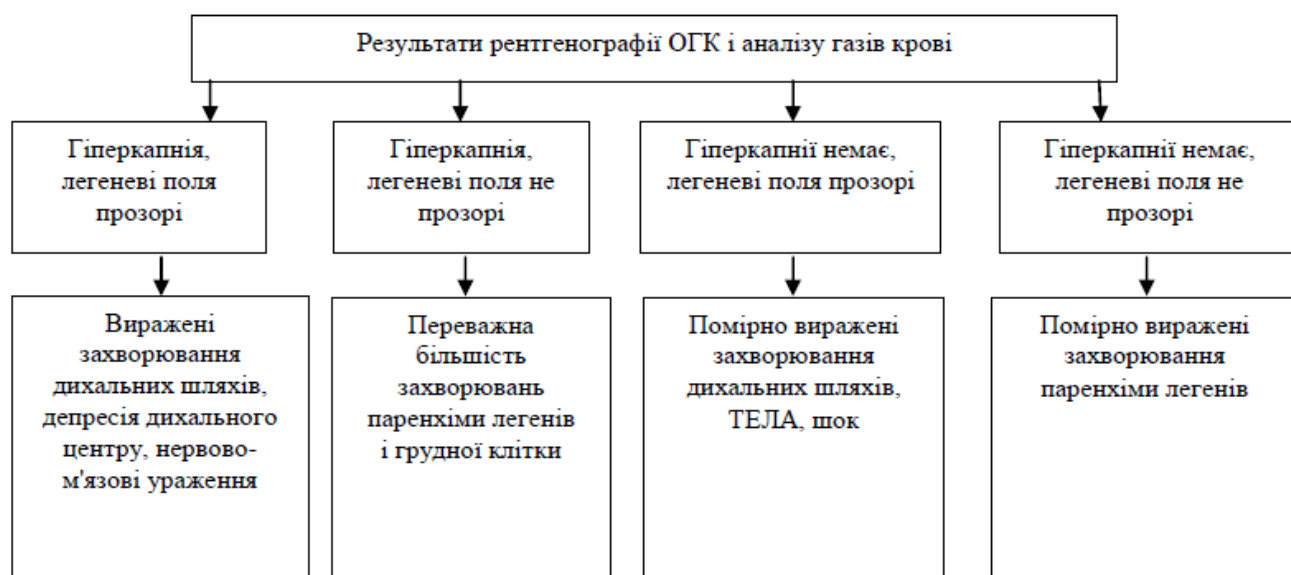 Результати рентгенографії ОГК і аналізу газів крові
Гіперкапнія,
легеневі поля
прозорі
Гіперкапнія,
легеневі поля не
прозорі
Гіперкапнії немає,
легеневі поля прозорі
Гіперкапнії немає,
легеневі поля не
прозорі
Виражені
захворювання
дихальних шляхів,
депресія дихального
центру, нервово-
м'язові ураження
Переважна
більшість
захворювань
паренхіми легенів
і грудної клітки
Помірно виражені
захворювання
дихальних шляхів,
ТЕЛА, шок
Помірно виражені
захворювання
паренхіми легенів